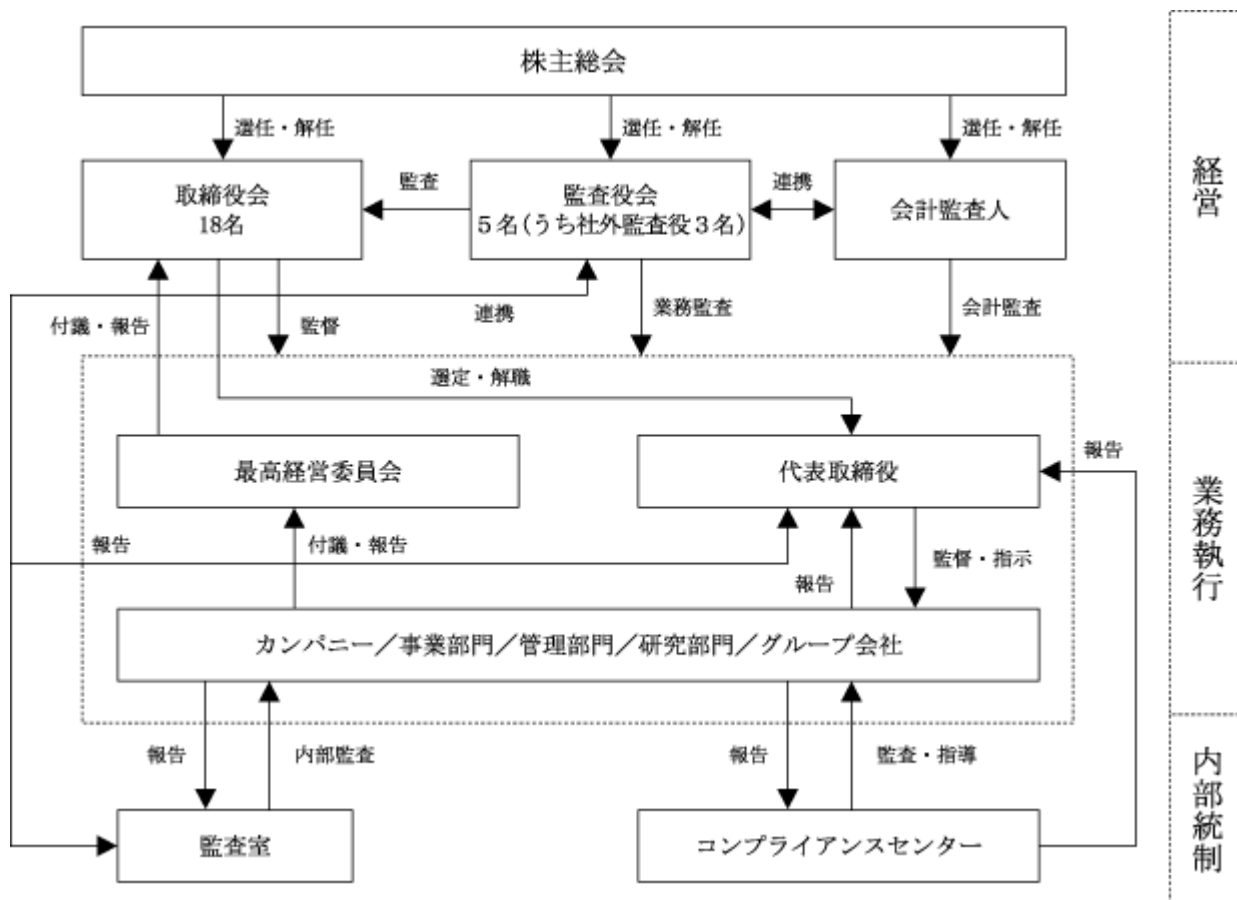 株主総会
選任・解任
選任・解任
選任・解任
取締役会
18名
監査
監査役会
5名(うち社外監査役3名)
連携
会計監査人
経営
付議・報告
監督
連携
業務監査
会計監査
選定・解職
最高経営委員会
代表取締役
報告
業務執行
報告
付議・報告
報告
監督・指示
カンパニー/事業部門/管理部門/研究部門/グループ会社
報告
内部監査
報告
監査・指導
内部統制
監査室
コンプライアンスセンター